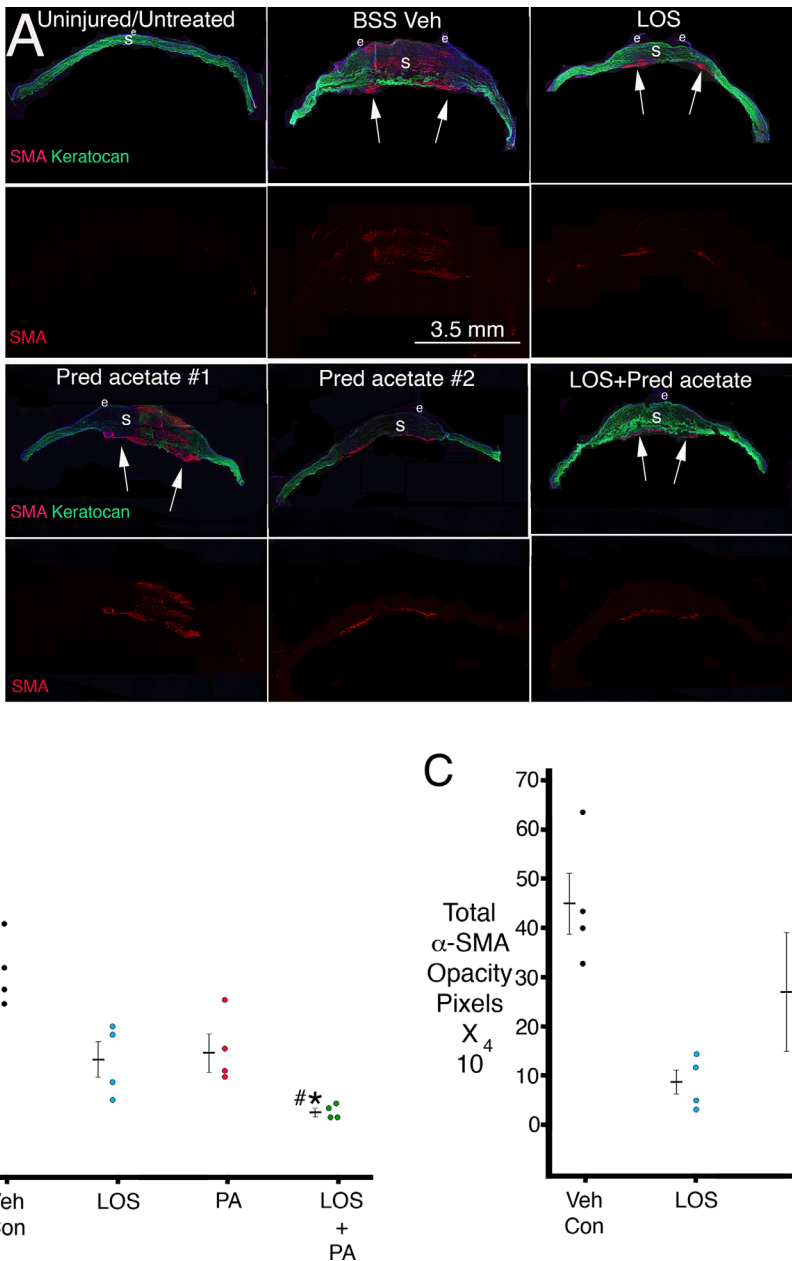 A
Uninjured/Untreated
e
s
SMA Keratocan
BSS Veh
e e
s
LOS
e e
s
SMA
3.5 mm
Pred acetate #1
e
s
SMA Keratocan
Pred acetate #2
e
s
LOS+Pred acetate
e
s
SMA
#*
LOS
PA
LOS
+
PA
C
70
60
50
40
30
20
10
0
Total
α-SMA
Opacity
Pixels
X 4
10
Veh
Con
LOS